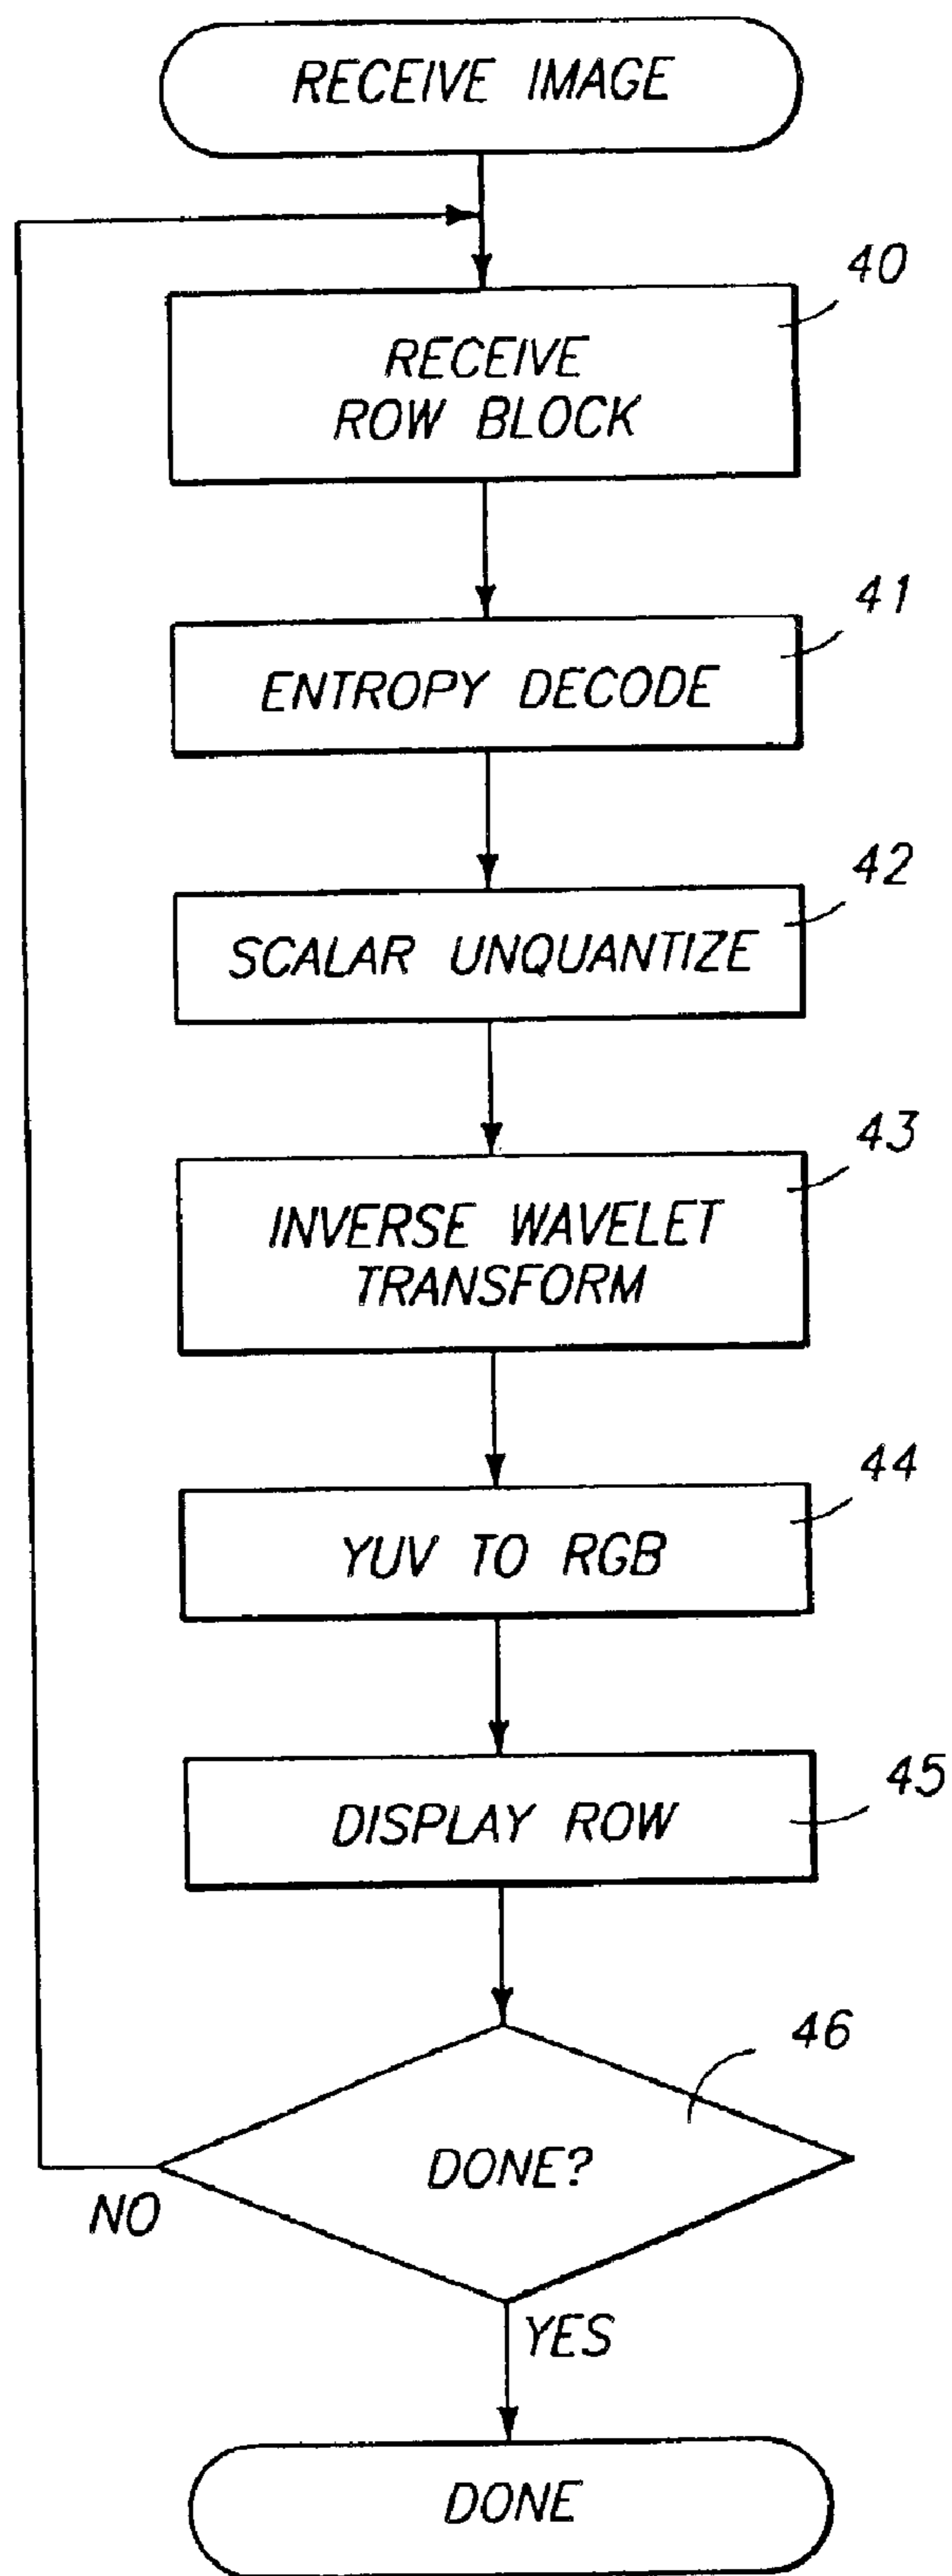 RECEIVE IMAGE
40
RECEIVE
ROW BLOCK
41
ENTROPY DECODE
42
SCALAR UNQUANTIZE
43
INVERSE WAVELET
TRANSFORM
44
YUV TO RGB
45
DISPLAY ROW
46
DONE?
NO
YES
DONE